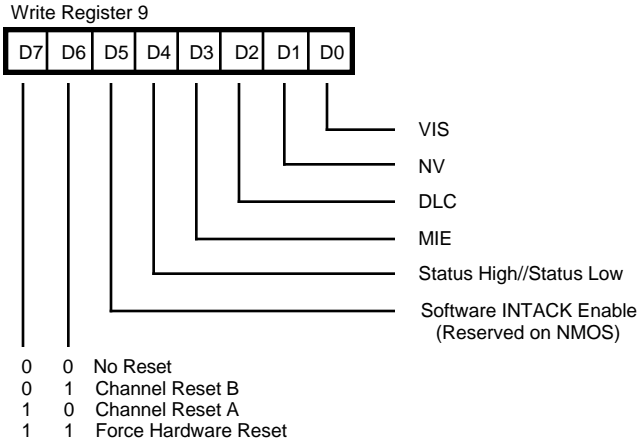 Write Register 9
D7 D6 D5 D4 D3 D2 D1 D0
VIS
NV
DLC
MIE
Status High//Status Low
Software INTACK Enable
(Reserved on NMOS)
0 0 No Reset
0 1 Channel Reset B
1 0 Channel Reset A
1 1 Force Hardware Reset